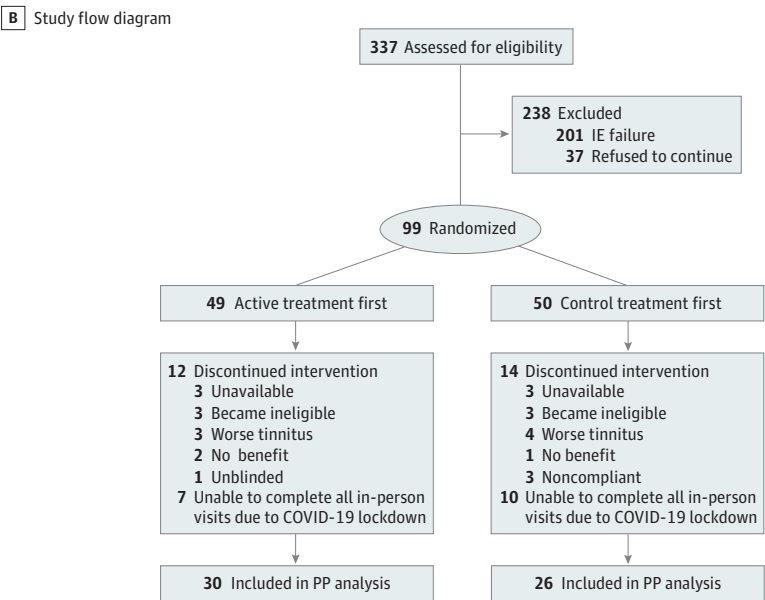 B Study flow diagram
337 Assessed for eligibility
238 Excluded
201 IE failure
37 Refused to continue
99 Randomized
49 Active treatment first
50 Control treatment first
12 Discontinued intervention
3 Unavailable
3 Became ineligible
3 Worse tinnitus
2 No benefit
1 Unblinded
7 Unable to complete all in-person
visits due to COVID-19 lockdown
14 Discontinued intervention
3 Unavailable
3 Became ineligible
4 Worse tinnitus
1 No benefit
3 Noncompliant
10 Unable to complete all in-person
visits due to COVID-19 lockdown
30 Included in PP analysis
26 Included in PP analysis